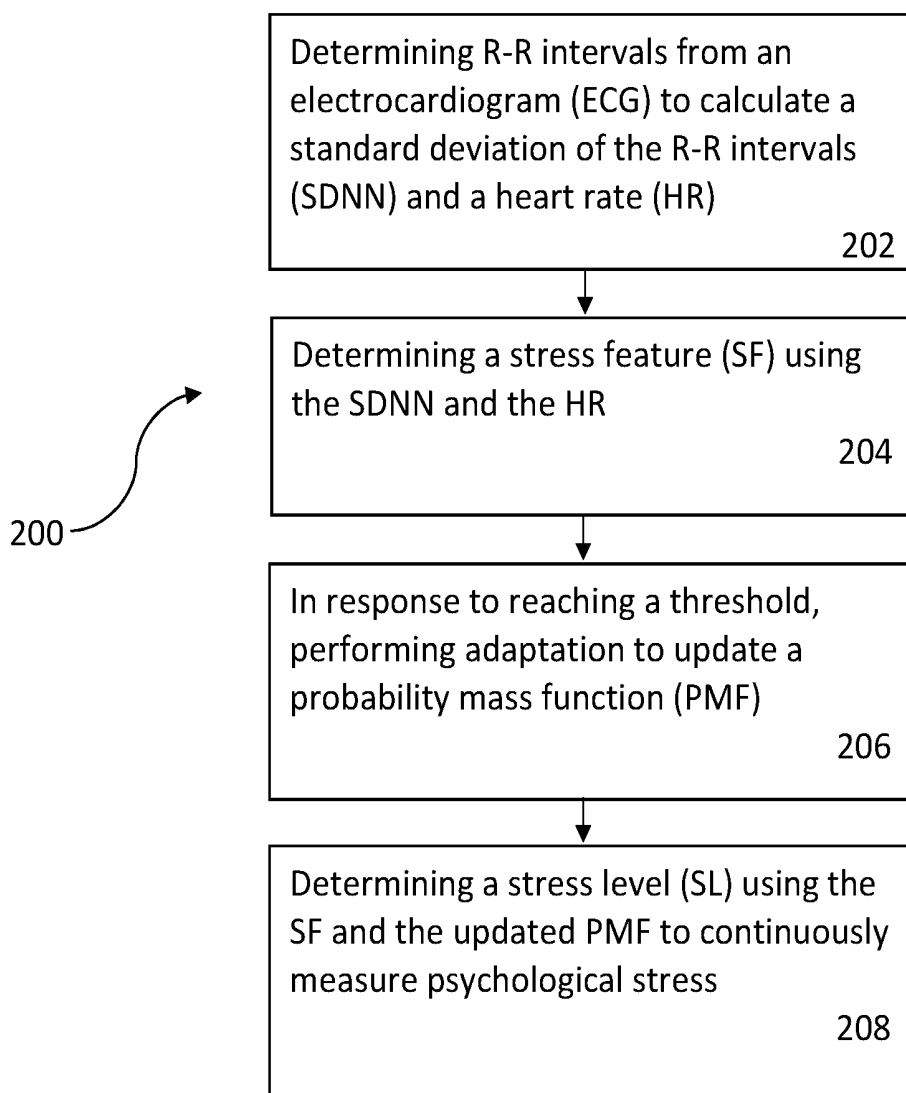 Determining R-R intervals from an
electrocardiogram (ECG) to calculate a
standard deviation of the R-R intervals
(SDNN) and a heart rate (HR)
202
Determining a stress feature (SF) using
the SDNN and the HR
204
200
In response to reaching a threshold,
performing adaptation to update a
probability mass function (PMF)
206
Determining a stress level (SL) using the
SF and the updated PMF to continuously
measure psychological stress
208